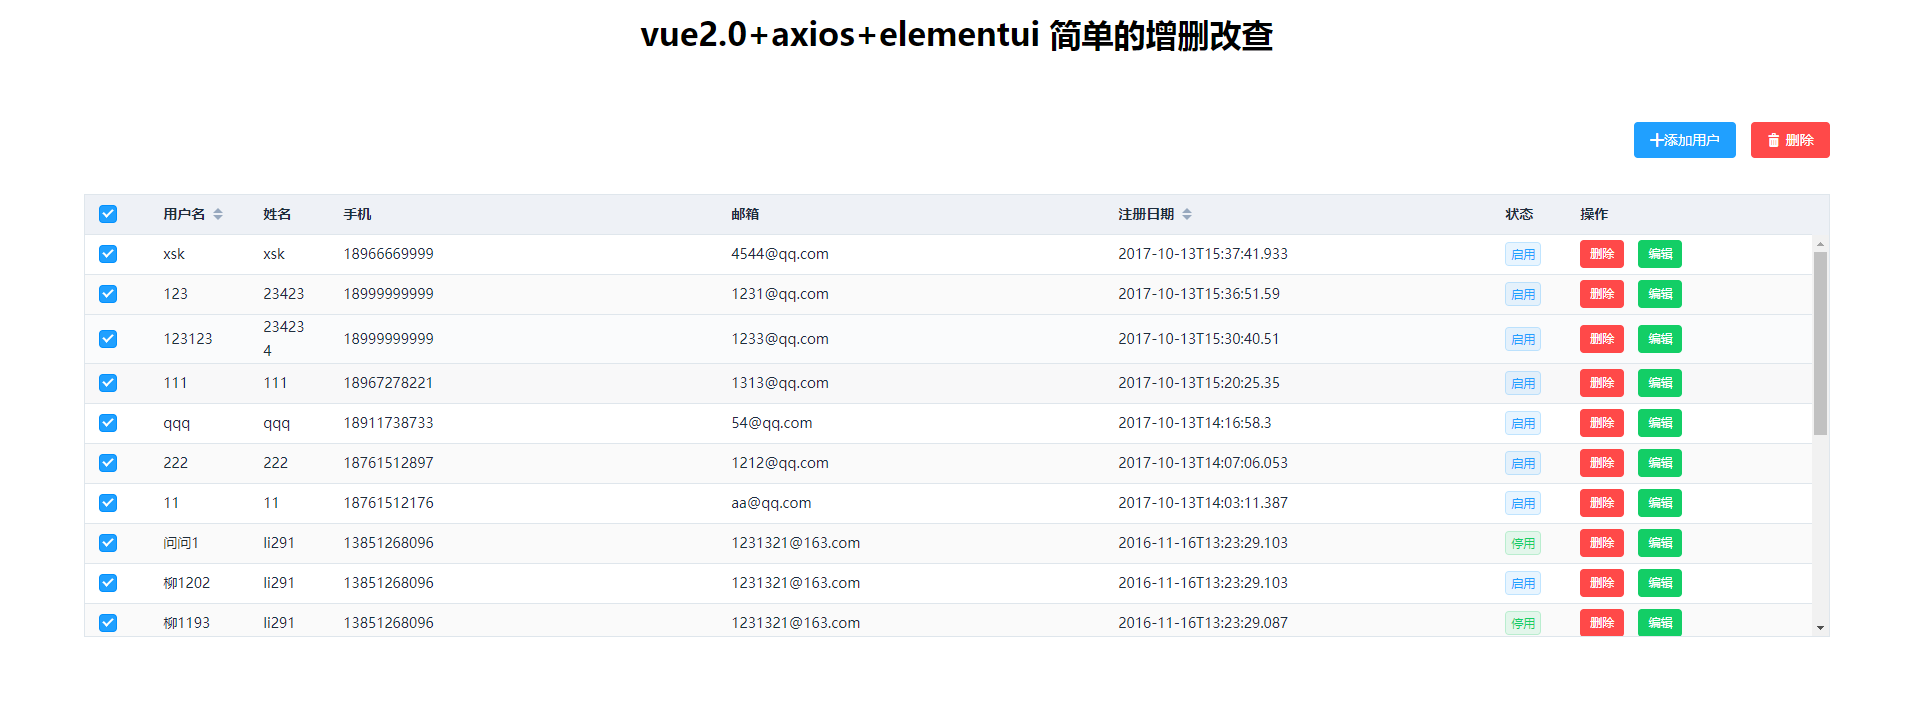 vue2.0+axios+elementui 简单的增删改查
添加用户 删除
用户名 姓名 手机 邮箱 注册日期 状态 操作
xsk xsk 18966669999 4544@qq.com 2017-10-13T15:37:41.933 启用 删除 编辑
123 23423 18999999999 1231@qq.com 2017-10-13T15:36:51.59 启用 删除 编辑
123123 23423 18999999999 1233@qq.com 2017-10-13T15:30:40.51 启用 删除 编辑
4
111 111 18967278221 1313@qq.com 2017-10-13T15:20:25.35 启用 删除 编辑
qqq qqq 18911738733 54@qq.com 2017-10-13T14:16:58.3 启用 删除 编辑
222 222 18761512897 1212@qq.com 2017-10-13T14:07:06.053 启用 删除 编辑
11 11 18761512176 aa@qq.com 2017-10-13T14:03:11.387 启用 删除 编辑
问问1 li291 13851268096 1231321@163.com 2016-11-16T13:23:29.103 停用 删除 编辑
柳1202 li291 13851268096 1231321@163.com 2016-11-16T13:23:29.103 启用 删除 编辑
柳1193 li291 13851268096 1231321@163.com 2016-11-16T13:23:29.087 停用 删除 编辑